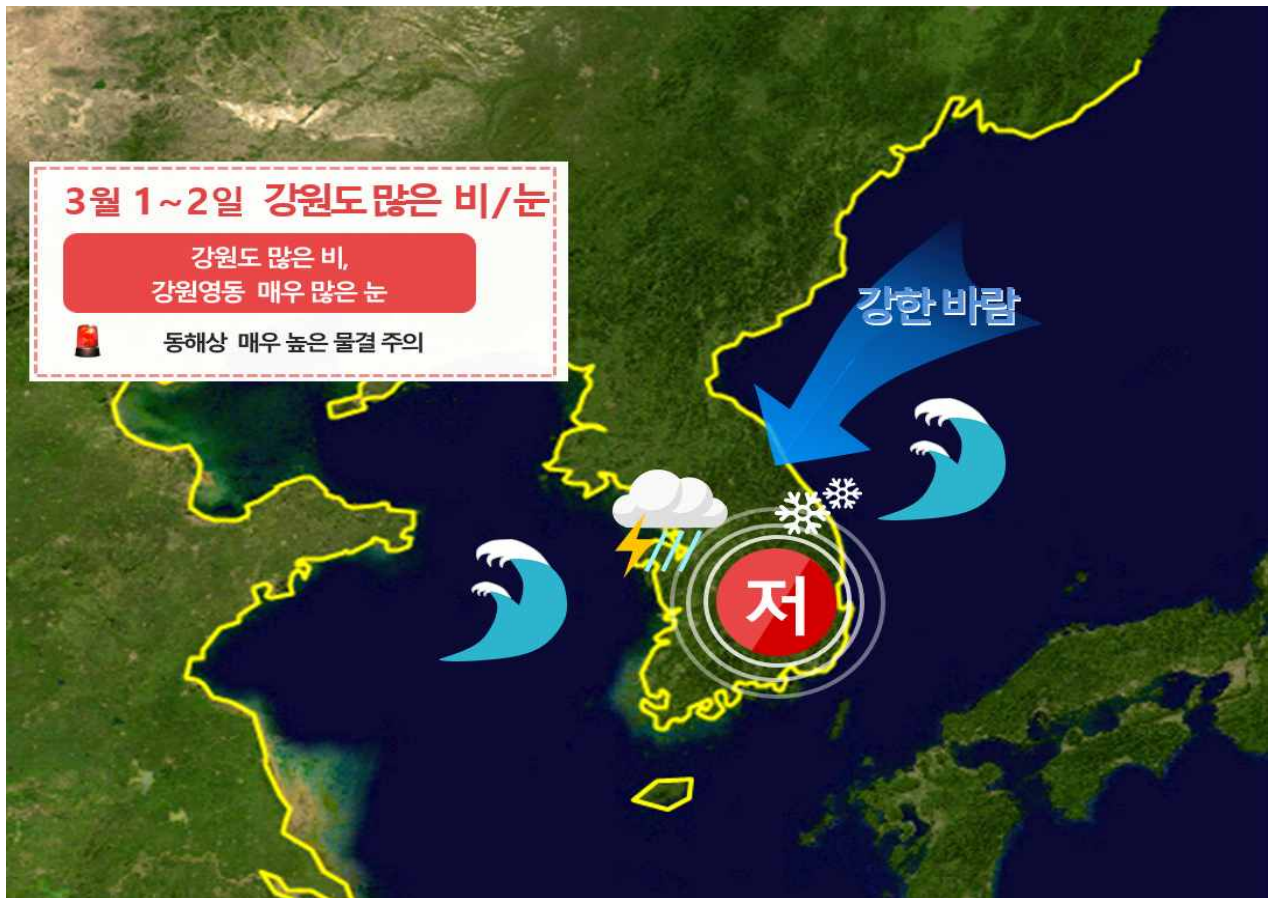 3월 1~2일 강원도 많은 비/눈
강원도 많은 비,
강원영동 매우 많은 눈
동해상 매우 높은 물결 주의
강한 바람
저